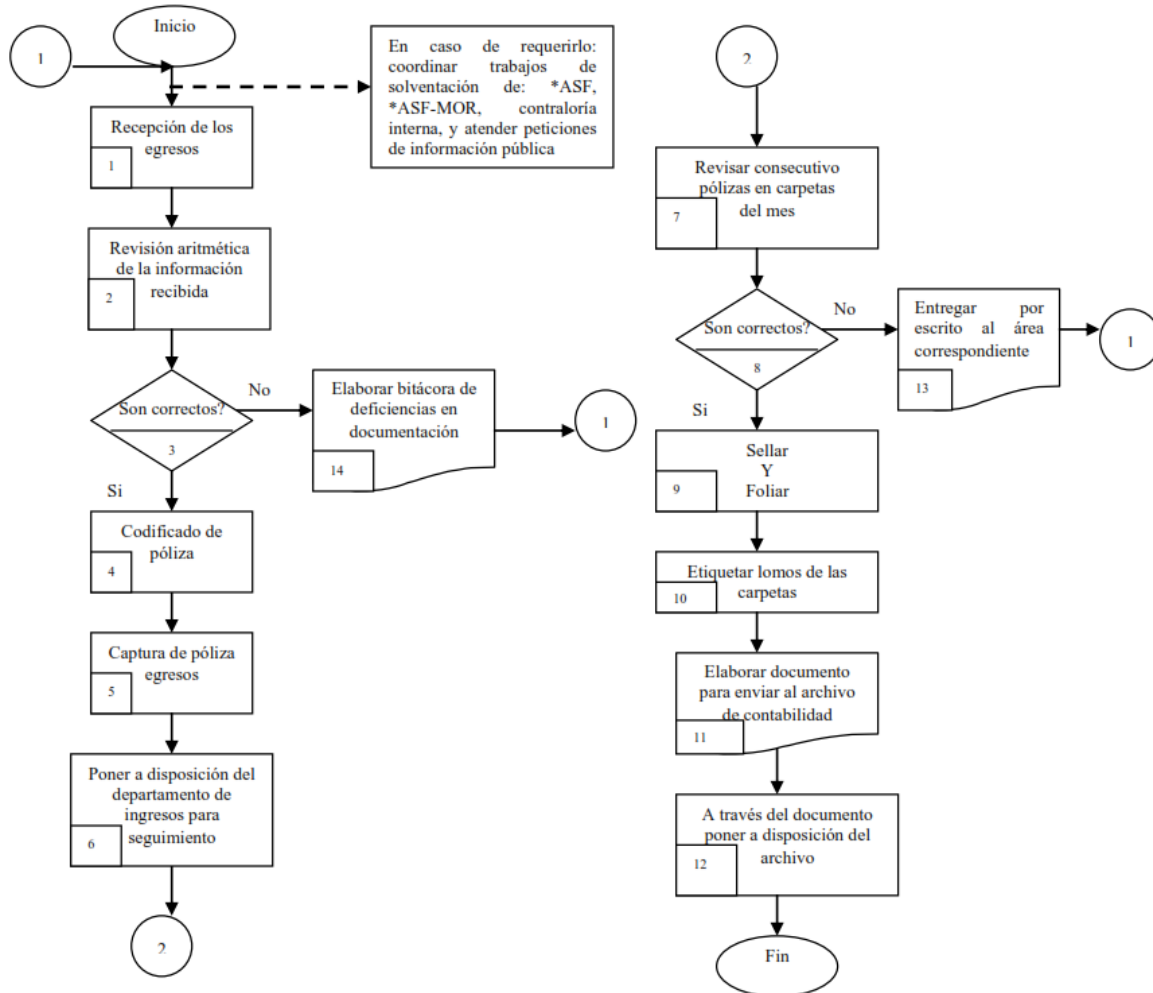 Inicio
1
En caso de requerirlo:
coordinar trabajos de
solventación de: *ASF,
*ASF-MOR, contraloría
interna, y atender peticiones
de información pública
Recepción de los
egresos
1
Revisión aritmética
de la información
recibida
2
Son correctos?
3
No
Elaborar bitácora de
deficiencias en
documentación
14
1
Si
Codificado de
póliza
4
Captura de póliza
egresos
5
Poner a disposición del
departamento de
ingresos para
seguimiento
6
2
2
Revisar consecutivo
pólizas en carpetas
del mes
7
Son correctos?
8
No
Entregar por
escrito al área
correspondiente
13
1
Si
Sellar
Y
Foliar
9
Etiquetar lomos de las
carpetas
10
Elaborar documento
para enviar al archivo
de contabilidad
11
A través del documento
poner a disposición del
archivo
12
Fin